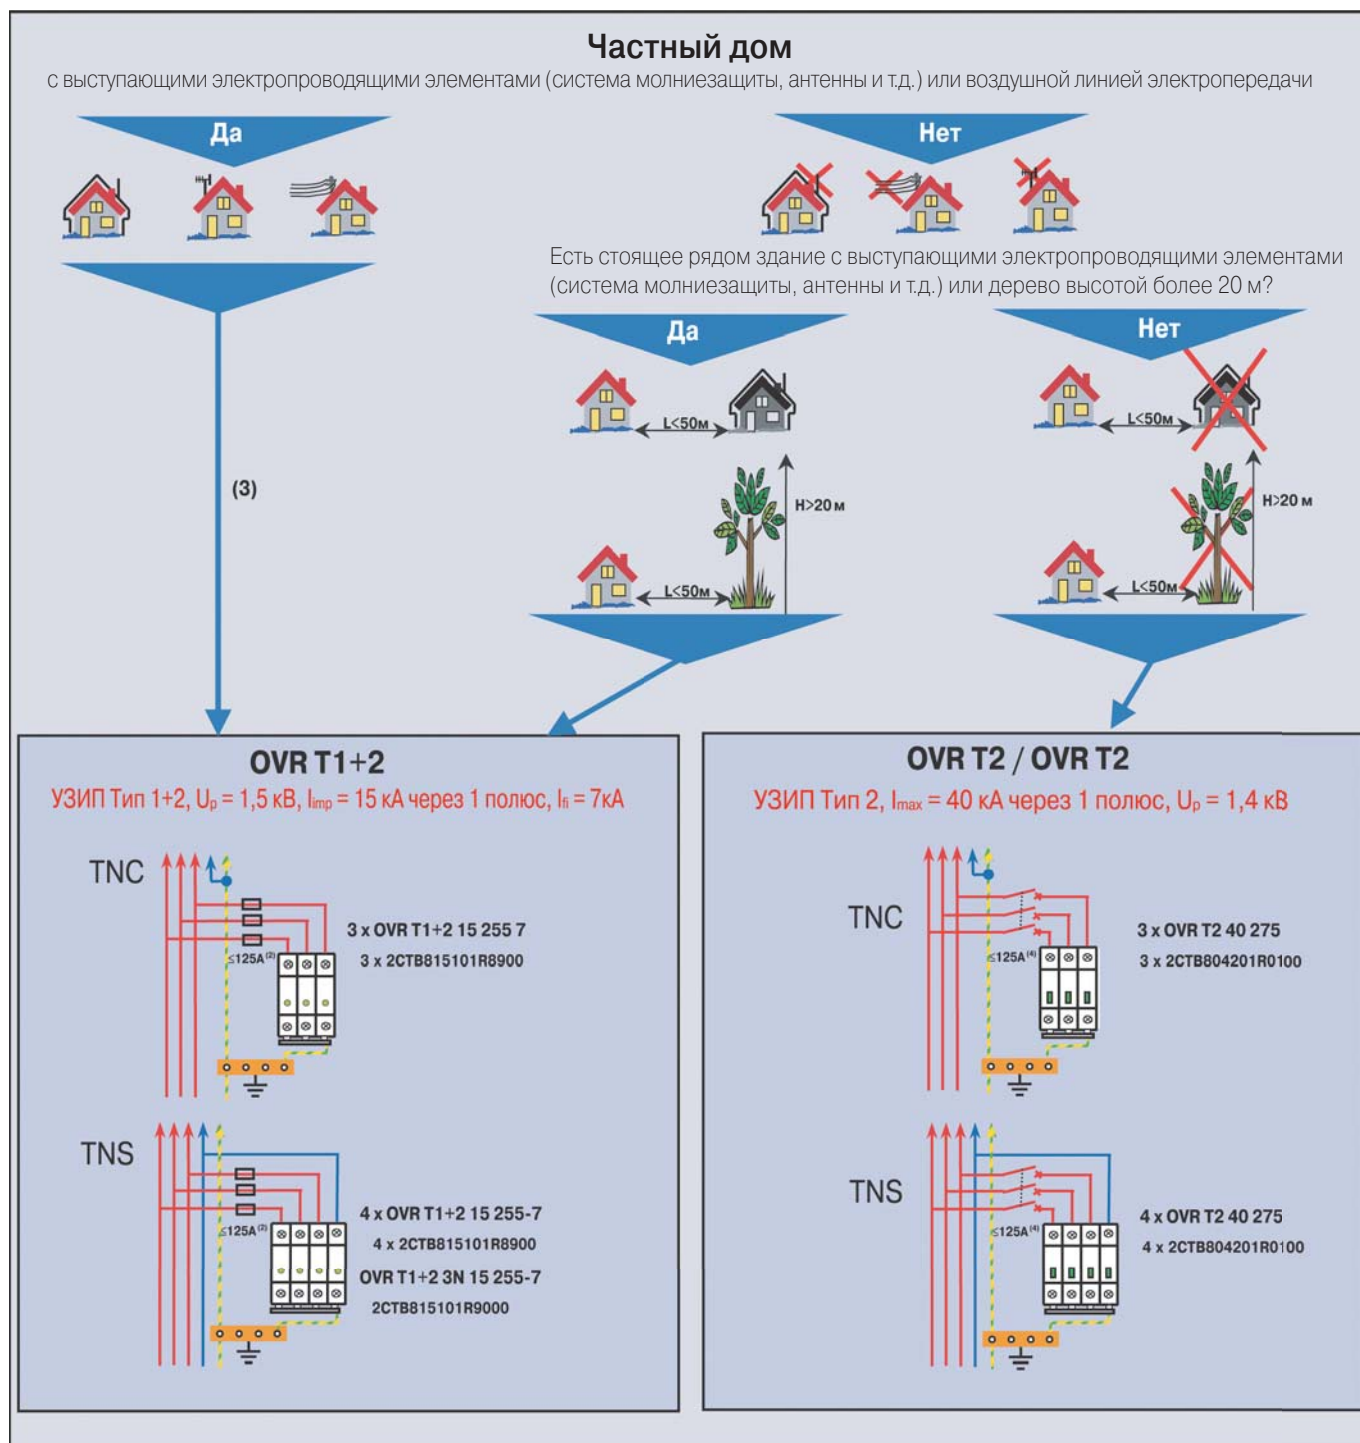 Частный дом
с выступающими электропроводящими элементами (система молниезащиты, антенны и т.д.) или воздушной линией электропередачи
Да
Нет
Есть стоящее рядом здание с выступающими электропроводящими элементами
(система молниезащиты, антенны и т.д.) или дерево высотой более 20 м?
Да
Нет
L<50м
L<50м
(3)
H>20 м
H>20 м
L<50м
L<50м
OVR T1+2
УЗИП Тип 1+2, Up = 1,5 кВ, Iimp = 15 кА через 1 полюс, Ifi = 7кА
TNC
3 x OVR T1+2 15 255 7
≤125A(2)
3 x 2CTB815101R8900
TNS
4 x OVR T1+2 15 255-7
≤125A(2)
4 x 2CTB815101R8900
OVR T1+2 3N 15 255-7
2CTB815101R9000
OVR T2 / OVR T2
УЗИП Тип 2, Imax = 40 кА через 1 полюс, Up = 1,4 кВ
TNC
3 x OVR T2 40 275
≤125A(4)
3 x 2CTB804201R0100
TNS
4 x OVR T2 40 275
≤125A(4)
4 x 2CTB804201R0100